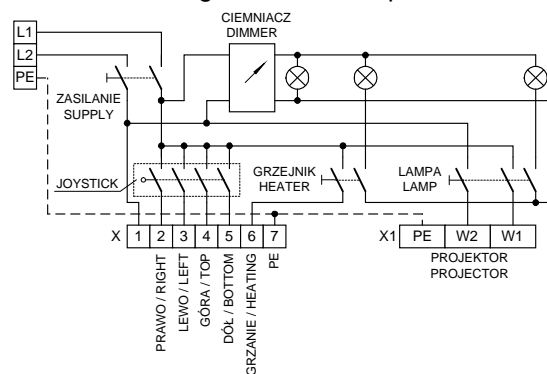 CIEMNIACZ
DIMMER
L1
L2
PE
ZASILANIE
SUPPLY
JOYSTICK
GRZEJNIK
HEATER
LAMPA
LAMP
X 1 2 3 4 5 6 7
X1 PE W2 W1
PRAWO / RIGHT
LEWO / LEFT
GÓRA / TOP
DÓŁ / BOTTOM
GRZANIE / HEATING
PE
PROJEKTOR
PROJECTOR